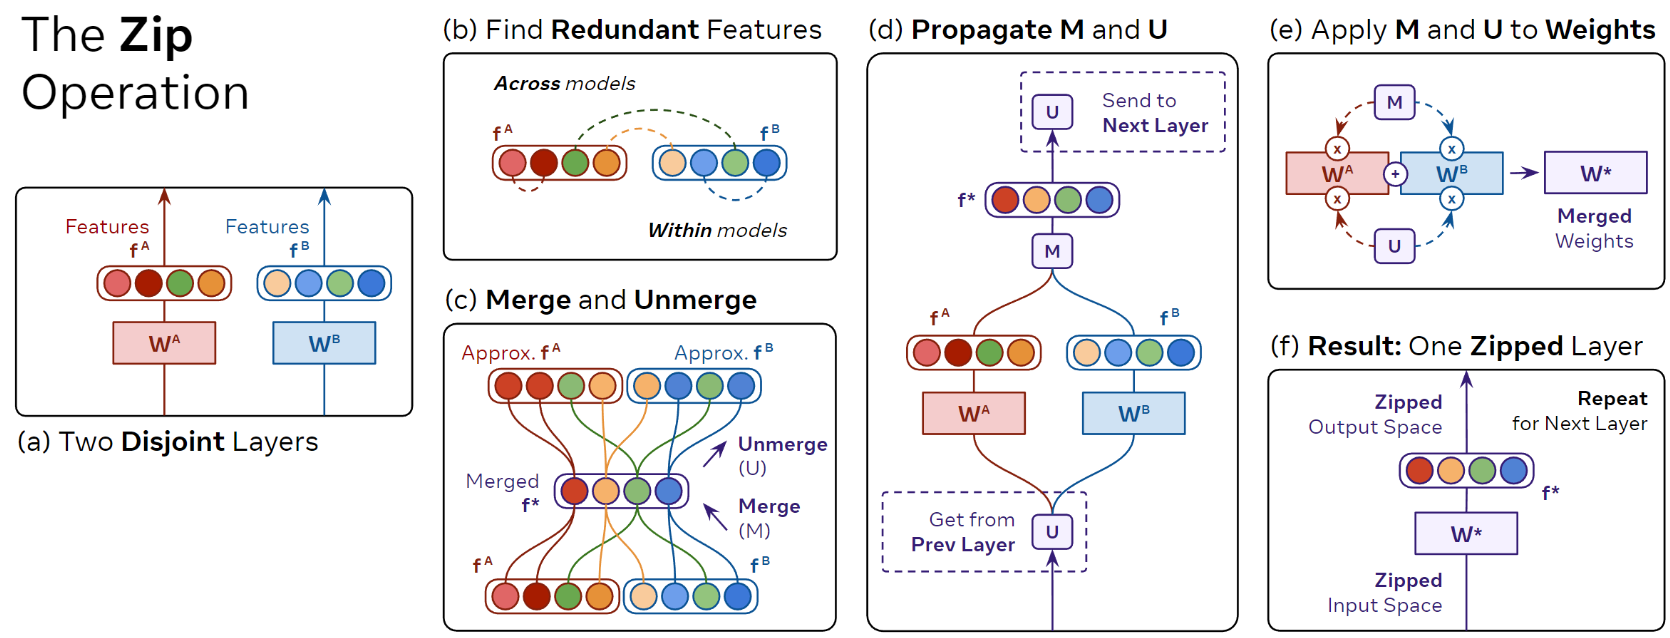 The Zip
Operation
Features
f A
Features
f B
W A
W B
(a) Two Disjoint Layers
(b) Find Redundant Features
Across models
f A
f B
Within models
(c) Merge and Unmerge
Approx. f A
Approx. f B
Unmerge
(U)
Merged
f*
Merge
(M)
f A
f B
(d) Propagate M and U
U
Send to
Next Layer
f*
M
f A
f B
W A
W B
Get from
Prev Layer
U
(e) Apply M and U to Weights
M
x
x
W A
+
W B
W*
x
x
U
Merged
Weights
(f) Result: One Zipped Layer
Zipped
Output Space
Repeat
for Next Layer
f*
W*
Zipped
Input Space